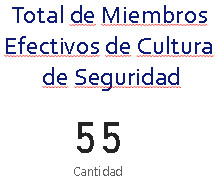 Total de Miembros
Efectivos de Cultura
de Seguridad
55
Cantidad